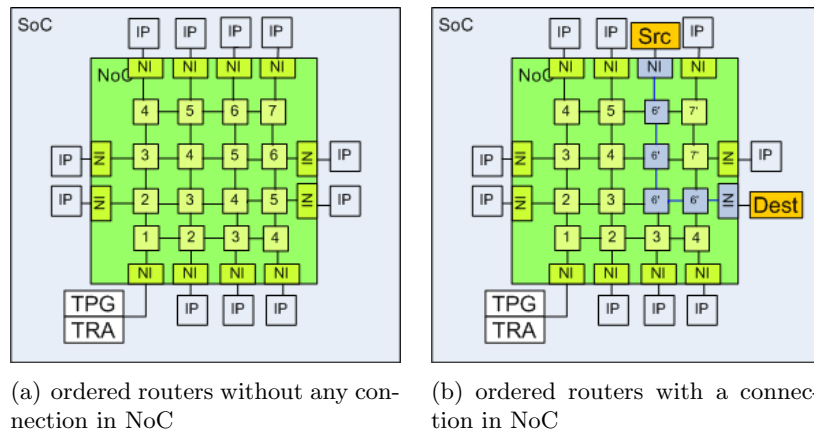 SoC
IP IP IP IP
NI NI NI NI
NoC
4 5 6 7
IP NI 3 4 5 6 NI IP
IP NI 2 3 4 5 NI IP
1 2 3 4
NI NI NI NI
TPG
TRA
IP IP IP
(a) ordered routers without any con-
nection in NoC
SoC
IP IP Src IP
NI NI NI NI
NoC
4 5 6' 7'
IP NI 3 4 6' 7' NI IP
IP NI 2 3 6' 6' NI Dest
1 2 3 4
NI NI NI NI
TPG
TRA
IP IP IP
(b) ordered routers with a connec-
tion in NoC